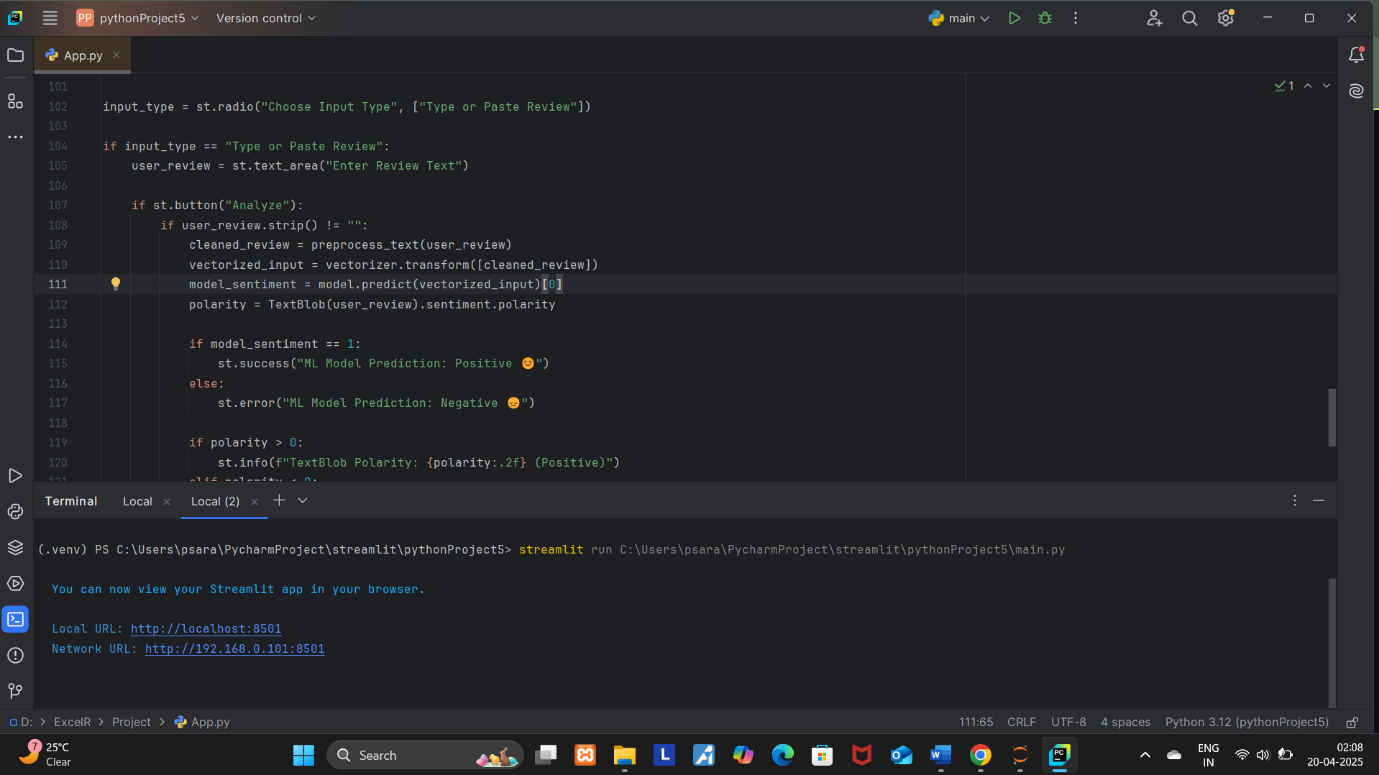 PP pythonProject5 Version control main
App.py
1
101
102 input_type = st.radio("Choose Input Type", ["Type or Paste Review"])
103
104 if input_type == "Type or Paste Review":
105 user_review = st.text_area("Enter Review Text")
106
107 if st.button("Analyze"):
108 if user_review.strip() != "":
109 cleaned_review = preprocess_text(user_review)
110 vectorized_input = vectorizer.transform([cleaned_review])
111 model_sentiment = model.predict(vectorized_input)[0]
112 polarity = TextBlob(user_review).sentiment.polarity
113
114 if model_sentiment == 1:
115 st.success("ML Model Prediction: Positive 😊")
116 else:
117 st.error("ML Model Prediction: Negative 😞")
118
119 if polarity > 0:
120 st.info(f"TextBlob Polarity: {polarity:.2f} (Positive)")
121 elif polarity < 0:
Terminal Local Local (2)
(.venv) PS C:\Users\psara\PycharmProject\streamlit\pythonProject5> streamlit run C:\Users\psara\PycharmProject\streamlit\pythonProject5\main.py
You can now view your Streamlit app in your browser.
Local URL: http://localhost:8501
Network URL: http://192.168.0.101:8501
D: > ExcelR > Project > App.py 111:65 CRLF UTF-8 4 spaces Python 3.12 (pythonProject5)
7 25°C
Clear
Search
L
W
PC
ENG
IN
02:08
20-04-2025